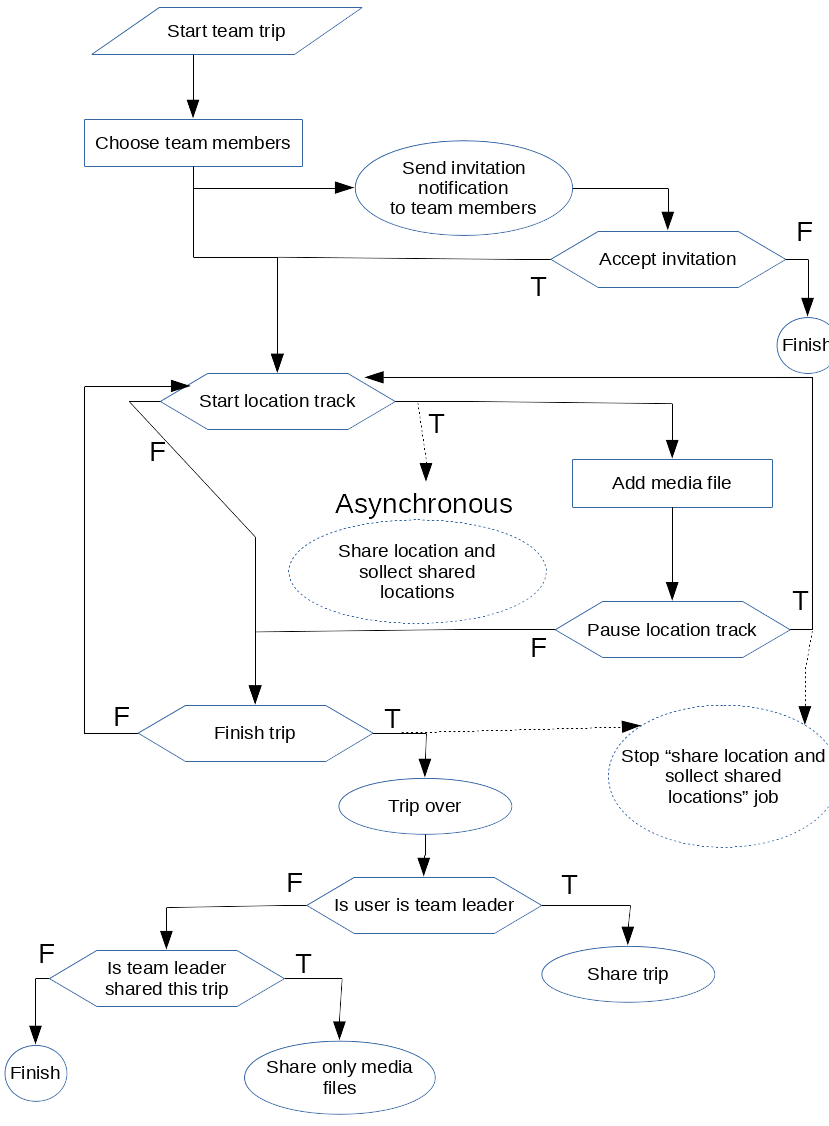 Start team trip
Choose team members
Send invitation
notification
to team members
F
Accept invitation
T
Finish
Start location track
T
F
Add media file
Asynchronous
Share location and
sollect shared
locations
T
Pause location track
F
F
T
Finish trip
Stop “share location and
sollect shared
locations” job
Trip over
F
T
Is user is team leader
F
T
Is team leader
shared this trip
Share trip
Finish
Share only media
files